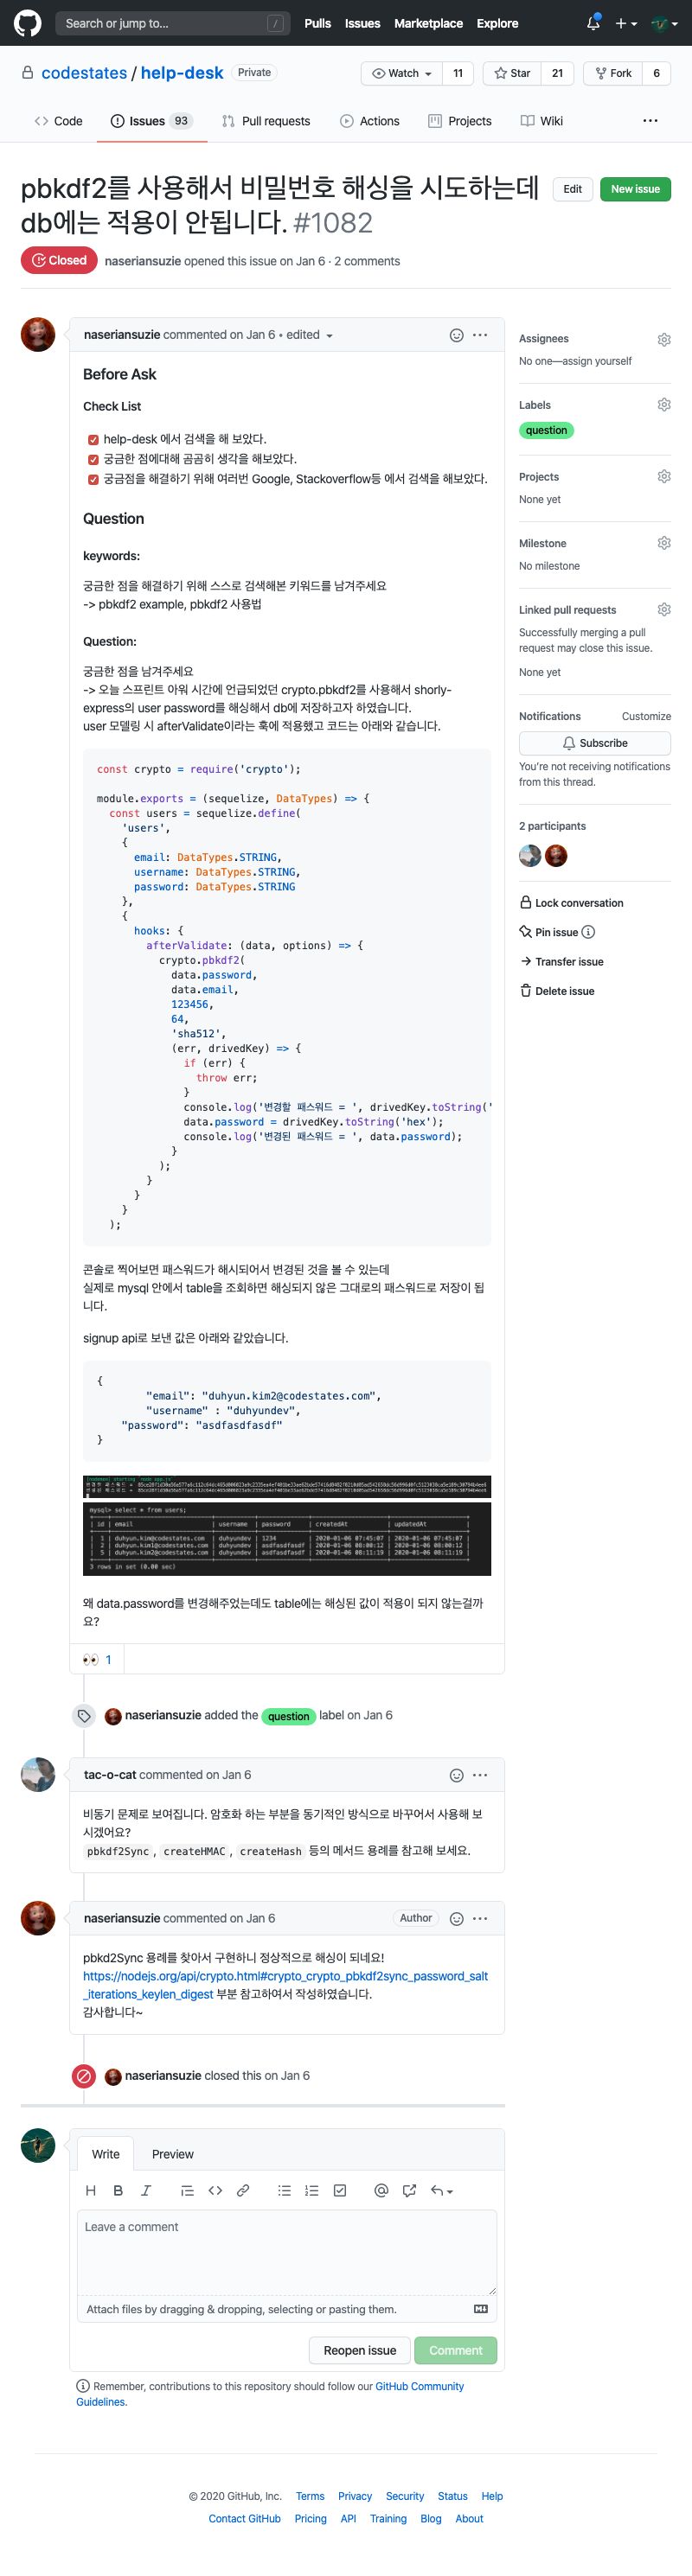 Search or jump to... /
Pulls Issues Marketplace Explore
codestates / help-desk Private
Watch 11 Star 21 Fork 6
Code Issues 93 Pull requests Actions Projects Wiki
pbkdf2를 사용해서 비밀번호 해싱을 시도하는데
db에는 적용이 안됩니다. #1082
Edit New issue
Closed naseriansuzie opened this issue on Jan 6 · 2 comments
naseriansuzie commented on Jan 6 • edited
Before Ask
Check List
help-desk 에서 검색을 해 보았다.
궁금한 점에대해 곰곰히 생각을 해보았다.
궁금점을 해결하기 위해 여러번 Google, Stackoverflow등 에서 검색을 해보았다.
Question
keywords:
궁금한 점을 해결하기 위해 스스로 검색해본 키워드를 남겨주세요
-> pbkdf2 example, pbkdf2 사용법
Question:
궁금한 점을 남겨주세요
-> 오늘 스프린트 아워 시간에 언급되었던 crypto.pbkdf2를 사용해서 shorly-
express의 user password를 해싱해서 db에 저장하고자 하였습니다.
user 모델링 시 afterValidate이라는 훅에 적용했고 코드는 아래와 같습니다.
const crypto = require('crypto');
module.exports = (sequelize, DataTypes) => {
const users = sequelize.define(
'users',
{
email: DataTypes.STRING,
username: DataTypes.STRING,
password: DataTypes.STRING
},
{
hooks: {
afterValidate: (data, options) => {
crypto.pbkdf2(
data.password,
data.email,
123456,
64,
'sha512',
(err, drivedKey) => {
if (err) {
throw err;
}
console.log('변경할 패스워드 = ', drivedKey.toString('
data.password = drivedKey.toString('hex');
console.log('변경된 패스워드 = ', data.password);
}
);
}
}
}
);
콘솔로 찍어보면 패스워드가 해시되어서 변경된 것을 볼 수 있는데
실제로 mysql 안에서 table을 조회하면 해싱되지 않은 그대로의 패스워드로 저장이 됩
니다.
signup api로 보낸 값은 아래와 같았습니다.
{
"email": "duhyun.kim2@codestates.com",
"username" : "duhyundev",
"password": "asdfasdfasdf"
}
[nodemon] starting `node app.js`
변경할 패스워드 =
변경된 패스워드 =
mysql> select * from users;
| id | email | username | password | createdAt | updatedAt |
| 1 | duhyun.kim@codestates.com | duhyundev | 1234 | 2020-01-06 07:45:07 | 2020-01-06 07:45:07 |
| 2 | duhyun.kim1@codestates.com | duhyundev | asdfasdfasdf | 2020-01-06 08:00:12 | 2020-01-06 08:00:12 |
| 5 | duhyun.kim2@codestates.com | duhyundev | asdfasdfasdf | 2020-01-06 08:11:19 | 2020-01-06 08:11:19 |
3 rows in set (0.00 sec)
왜 data.password를 변경해주었는데도 table에는 해싱된 값이 적용이 되지 않는걸까
요?
1
naseriansuzie added the question label on Jan 6
tac-o-cat commented on Jan 6
비동기 문제로 보여집니다. 암호화 하는 부분을 동기적인 방식으로 바꾸어서 사용해 보
시겠어요?
pbkdf2Sync , createHMAC , createHash 등의 메서드 용례를 참고해 보세요.
naseriansuzie commented on Jan 6 Author
pbkd2Sync 용례를 찾아서 구현하니 정상적으로 해싱이 되네요!
https://nodejs.org/api/crypto.html#crypto_crypto_pbkdf2sync_password_salt
_iterations_keylen_digest 부분 참고하여서 작성하였습니다.
감사합니다~
naseriansuzie closed this on Jan 6
Write Preview
H B I @
Leave a comment
Attach files by dragging & dropping, selecting or pasting them.
Reopen issue Comment
Remember, contributions to this repository should follow our GitHub Community
Guidelines.
Assignees
No one—assign yourself
Labels
question
Projects
None yet
Milestone
No milestone
Linked pull requests
Successfully merging a pull
request may close this issue.
None yet
Notifications Customize
Subscribe
You're not receiving notifications
from this thread.
2 participants
Lock conversation
Pin issue
Transfer issue
Delete issue
© 2020 GitHub, Inc. Terms Privacy Security Status Help
Contact GitHub Pricing API Training Blog About